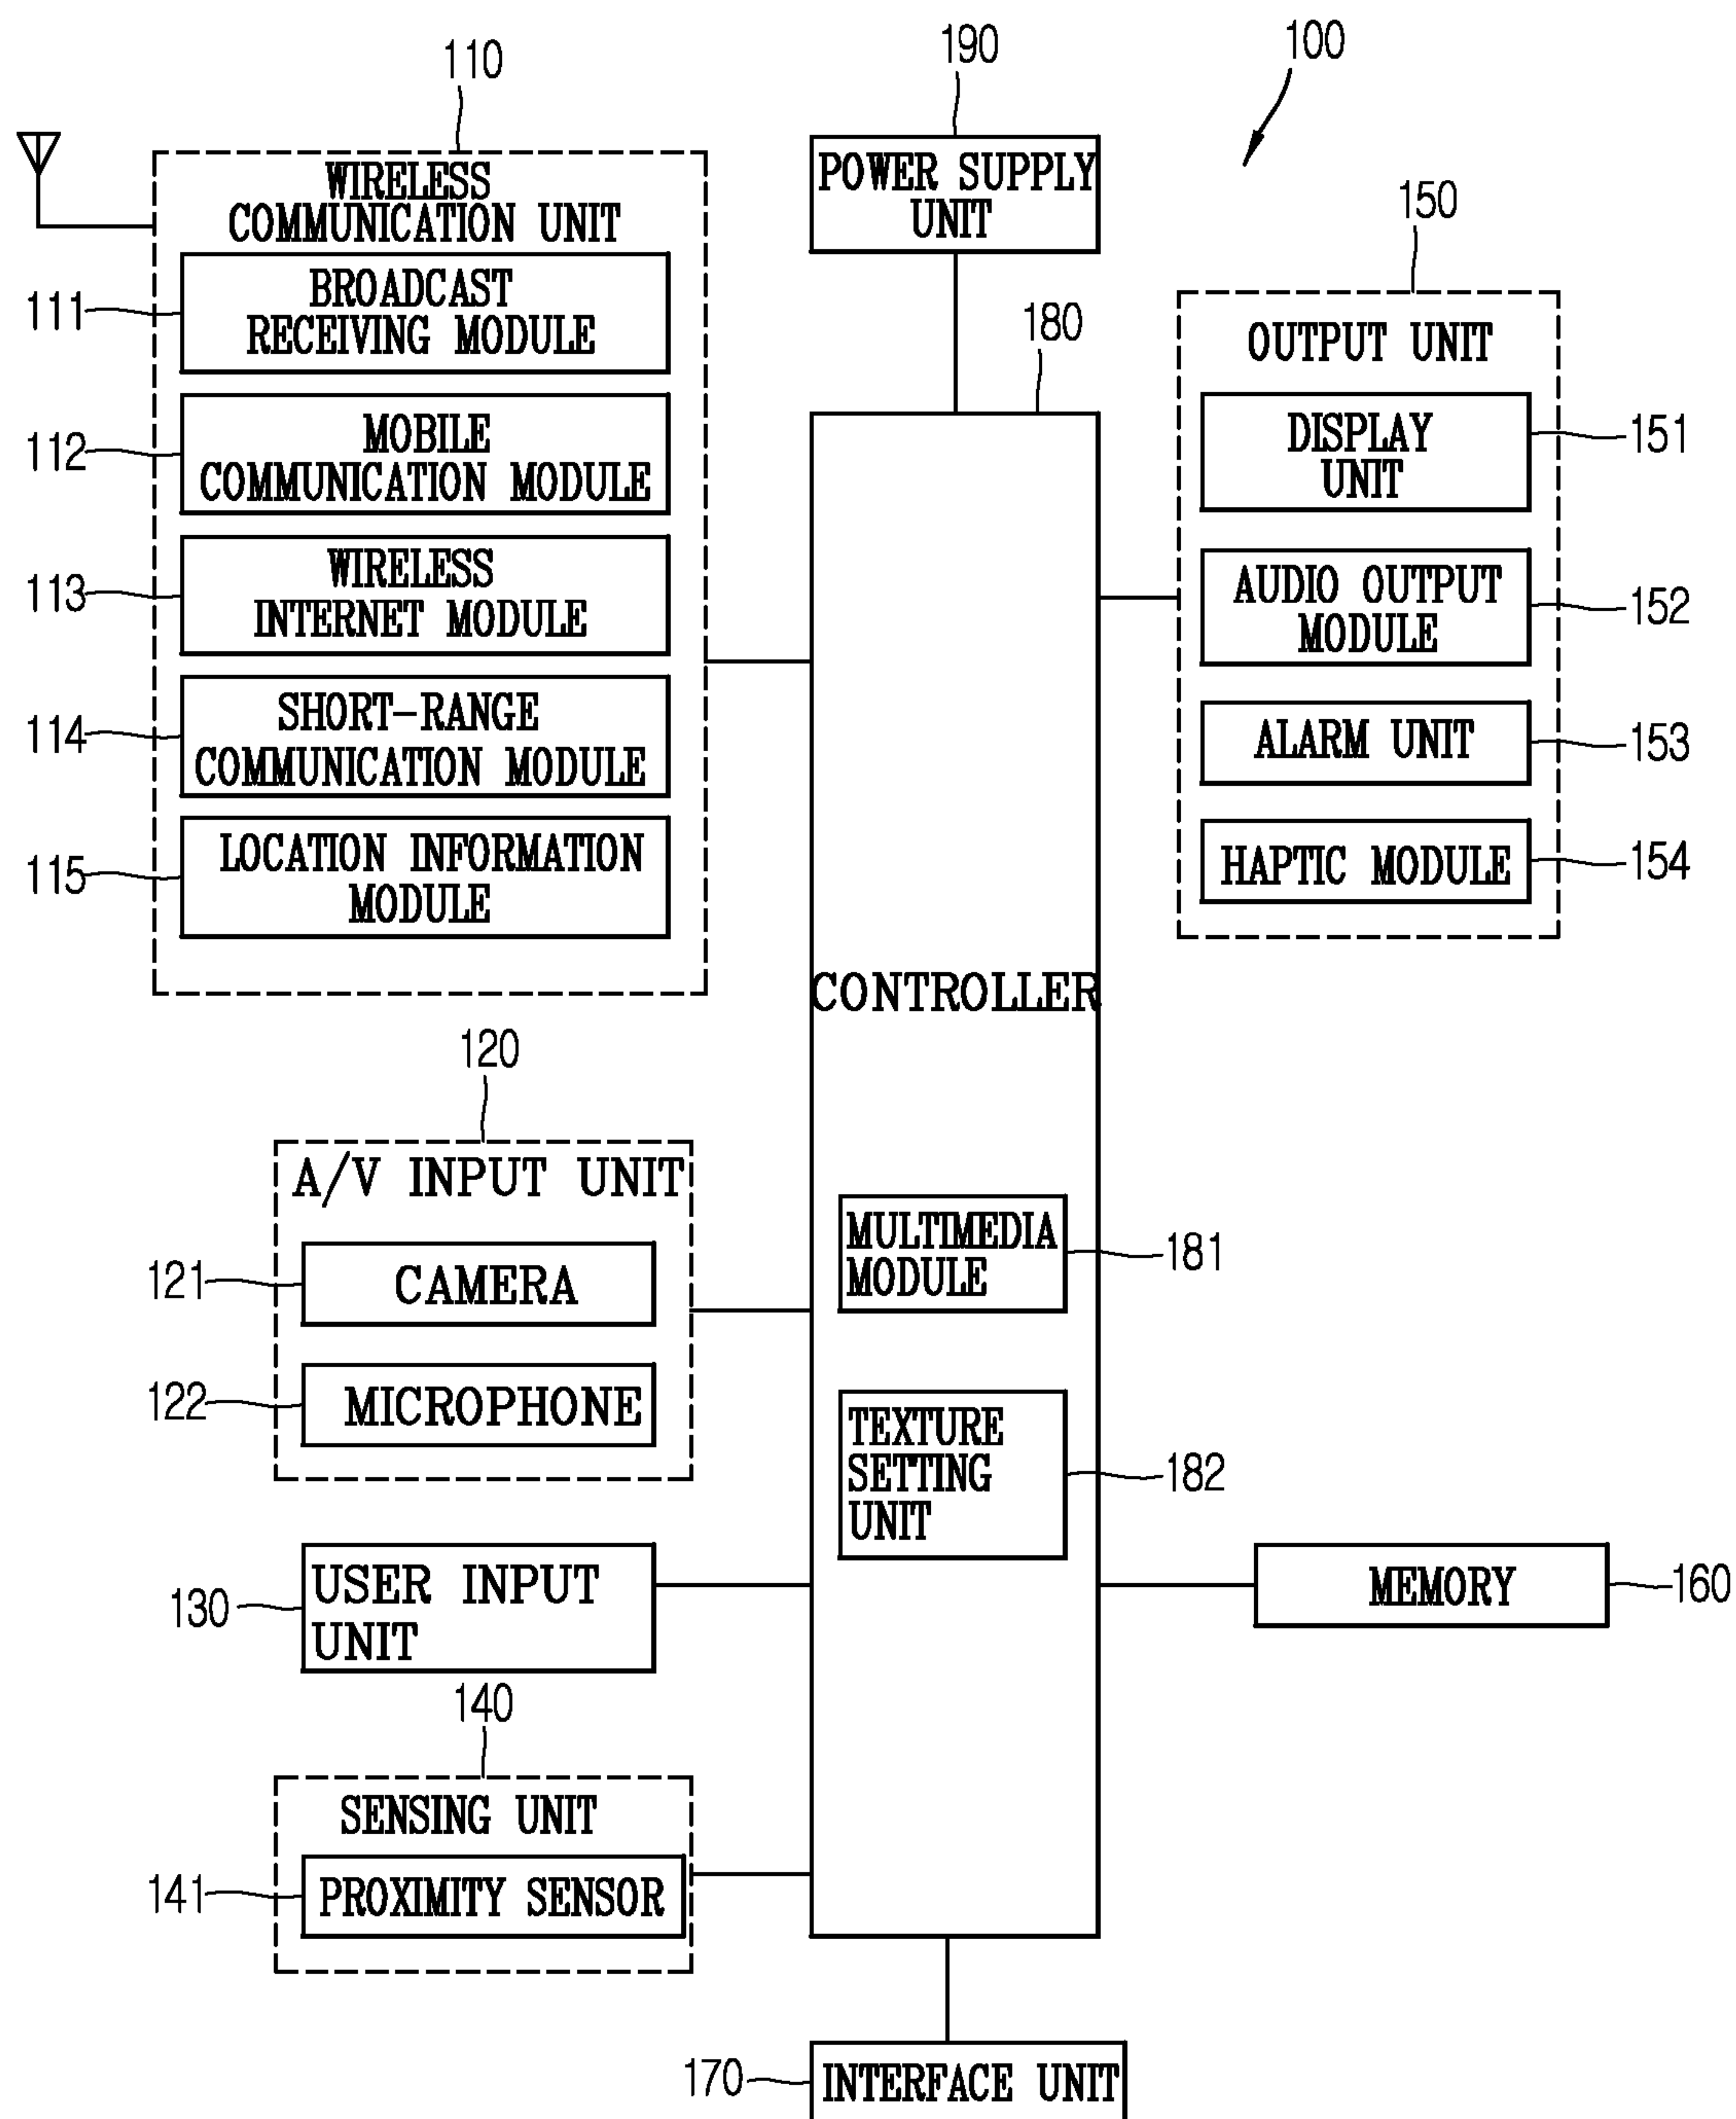 100
110
WIRELESS
COMMUNICATION UNIT
111
BROADCAST
RECEIVING MODULE
112
MOBILE
COMMUNICATION MODULE
113
WIRELESS
INTERNET MODULE
114
SHORT-RANGE
COMMUNICATION MODULE
115
LOCATION INFORMATION
MODULE
120
A/V INPUT UNIT
121
CAMERA
122
MICROPHONE
130
USER INPUT
UNIT
140
SENSING UNIT
141
PROXIMITY SENSOR
190
POWER SUPPLY
UNIT
180
CONTROLLER
MULTIMEDIA
MODULE
181
TEXTURE
SETTING
UNIT
182
170
INTERFACE UNIT
150
OUTPUT UNIT
DISPLAY
UNIT
151
AUDIO OUTPUT
MODULE
152
ALARM UNIT
153
HAPTIC MODULE
154
MEMORY
160